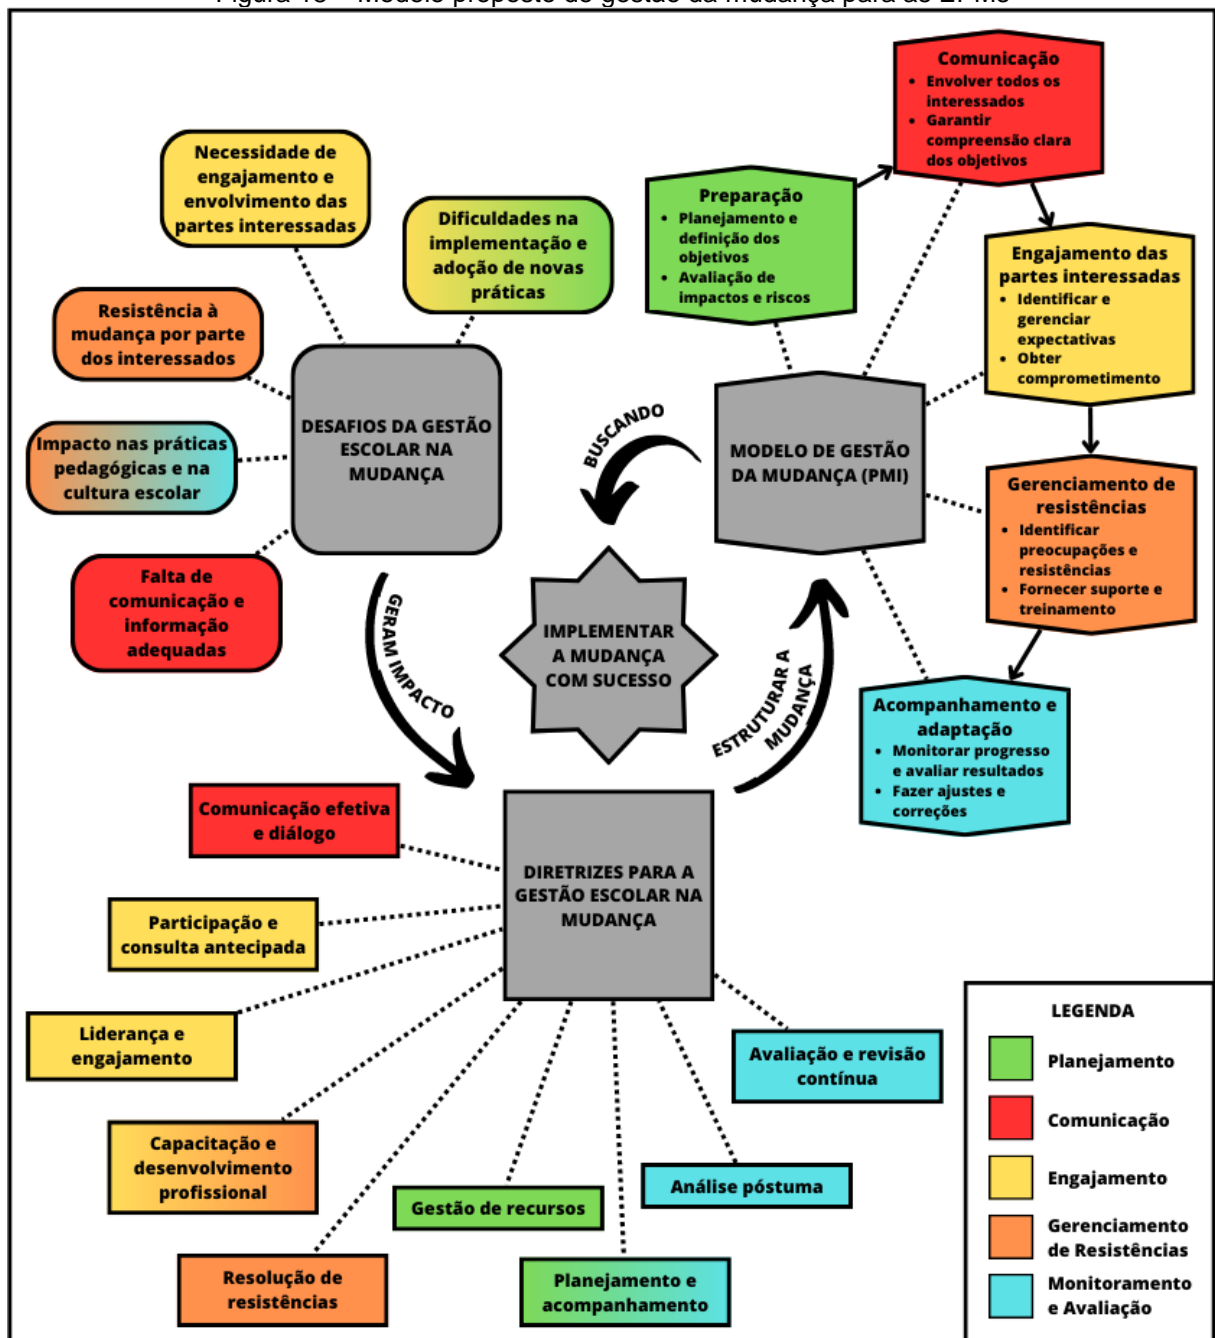 Comunicação
• Envolver todos os
interessados
• Garantir
compreensão clara
dos objetivos
Necessidade de
engajamento e
envolvimento das
partes interessadas
Dificuldades na
implementação e
adoção de novas
práticas
Preparação
• Planejamento e
definição dos
objetivos
• Avaliação de
impactos e riscos
Engajamento das
partes interessadas
• Identificar e
gerenciar
expectativas
• Obter
comprometimento
Resistência à
mudança por parte
dos interessados
DESAFIOS DA GESTÃO
ESCOLAR NA
MUDANÇA
BUSCANDO
MODELO DE GESTÃO
DA MUDANÇA (PMI)
Impacto nas práticas
pedagógicas e na
cultura escolar
Gerenciamento de
resistências
• Identificar
preocupações e
resistências
• Fornecer suporte e
treinamento
Falta de
comunicação e
informação
adequadas
GERAM IMPACTO
IMPLEMENTAR
A MUDANÇA
COM SUCESSO
ESTRUTURAR A
MUDANÇA
Acompanhamento e
adaptação
• Monitorar progresso
e avaliar resultados
• Fazer ajustes e
correções
Comunicação efetiva
e diálogo
DIRETRIZES PARA A
GESTÃO ESCOLAR NA
MUDANÇA
Participação e
consulta antecipada
Liderança e
engajamento
Avaliação e revisão
contínua
Capacitação e
desenvolvimento
profissional
Análise póstuma
Gestão de recursos
Resolução de
resistências
Planejamento e
acompanhamento
LEGENDA
Planejamento
Comunicação
Engajamento
Gerenciamento
de Resistências
Monitoramento
e Avaliação